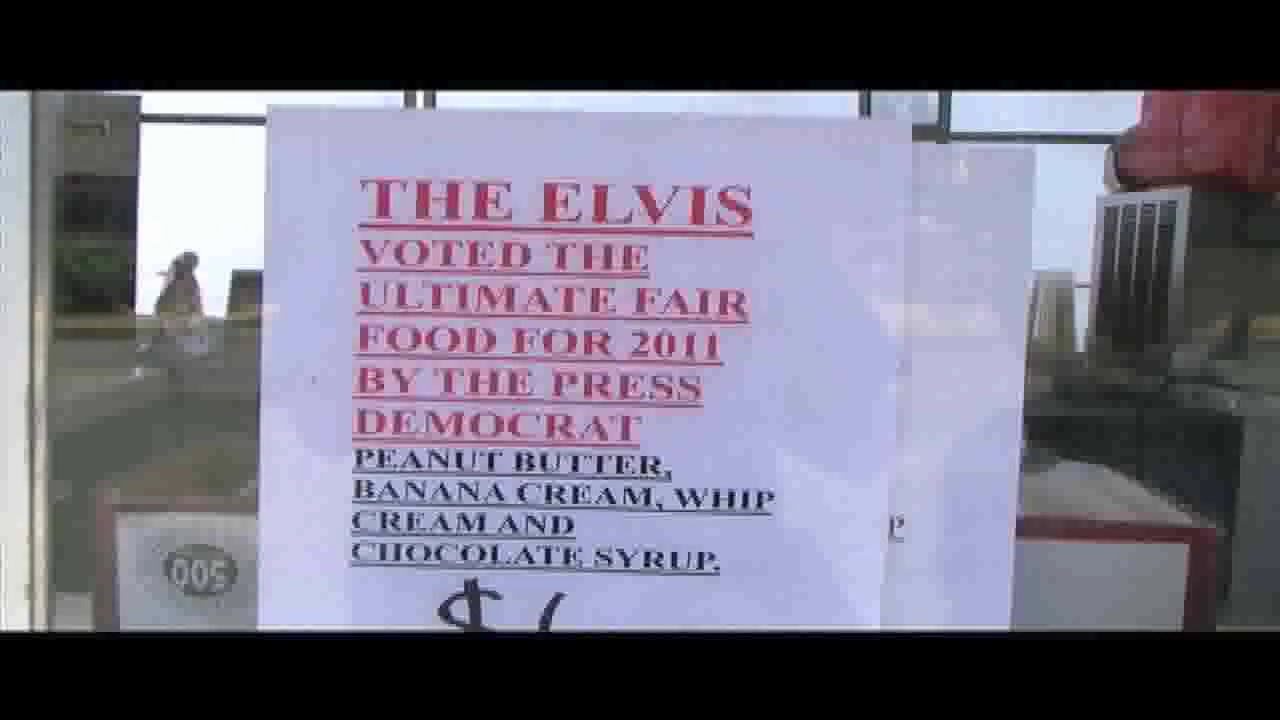 THE ELVIS
VOTED THE
ULTIMATE FAIR
FOOD FOR 2011
BY THE PRESS
DEMOCRAT
PEANUT BUTTER,
BANANA CREAM, WHIP
CREAM AND
CHOCOLATE SYRUP.
$
P
005